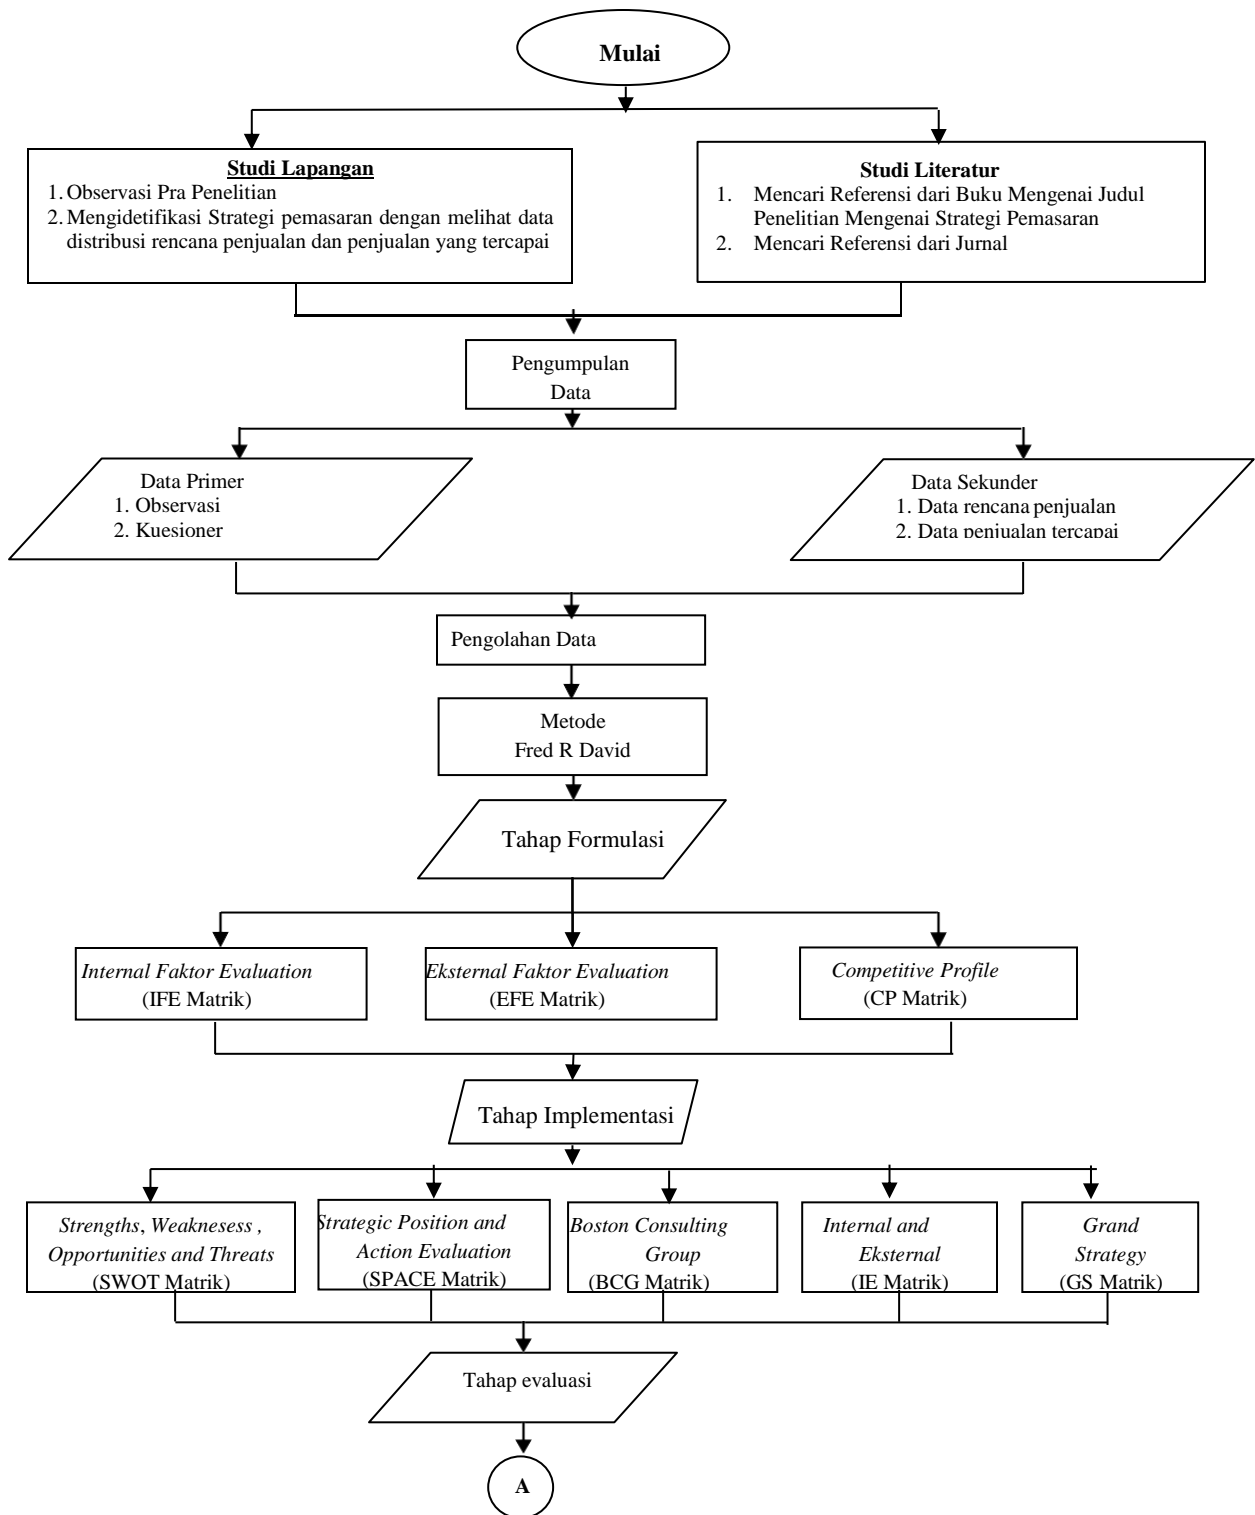 Mulai
Studi Lapangan
1. Observasi Pra Penelitian
2. Mengidetifikasi Strategi pemasaran dengan melihat data
distribusi rencana penjualan dan penjualan yang tercapai
Studi Literatur
1. Mencari Referensi dari Buku Mengenai Judul
Penelitian Mengenai Strategi Pemasaran
2. Mencari Referensi dari Jurnal
Pengumpulan
Data
Data Primer
1. Observasi
2. Kuesioner
Data Sekunder
1. Data rencana penjualan
2. Data penjualan tercapai
Pengolahan Data
Metode
Fred R David
Tahap Formulasi
Internal Faktor Evaluation
(IFE Matrik)
Eksternal Faktor Evaluation
(EFE Matrik)
Competitive Profile
(CP Matrik)
Tahap Implementasi
Strengths, Weaknesess ,
Opportunities and Threats
(SWOT Matrik)
Strategic Position and
Action Evaluation
(SPACE Matrik)
Boston Consulting
Group
(BCG Matrik)
Internal and
Eksternal
(IE Matrik)
Grand
Strategy
(GS Matrik)
Tahap evaluasi
A